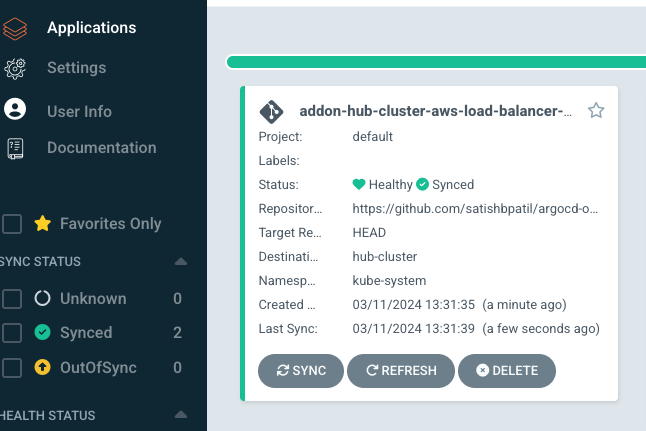 Applications
Settings
User Info
Documentation
Favorites Only
SYNC STATUS
Unknown 0
Synced 2
OutOfSync 0
HEALTH STATUS
addon-hub-cluster-aws-load-balancer-...
Project: default
Labels:
Status: Healthy Synced
Repositor... https://github.com/satishbpatil/argocd-o...
Target Re... HEAD
Destinati... hub-cluster
Namesp... kube-system
Created ... 03/11/2024 13:31:35 (a minute ago)
Last Sync: 03/11/2024 13:31:39 (a few seconds ago)
SYNC REFRESH DELETE